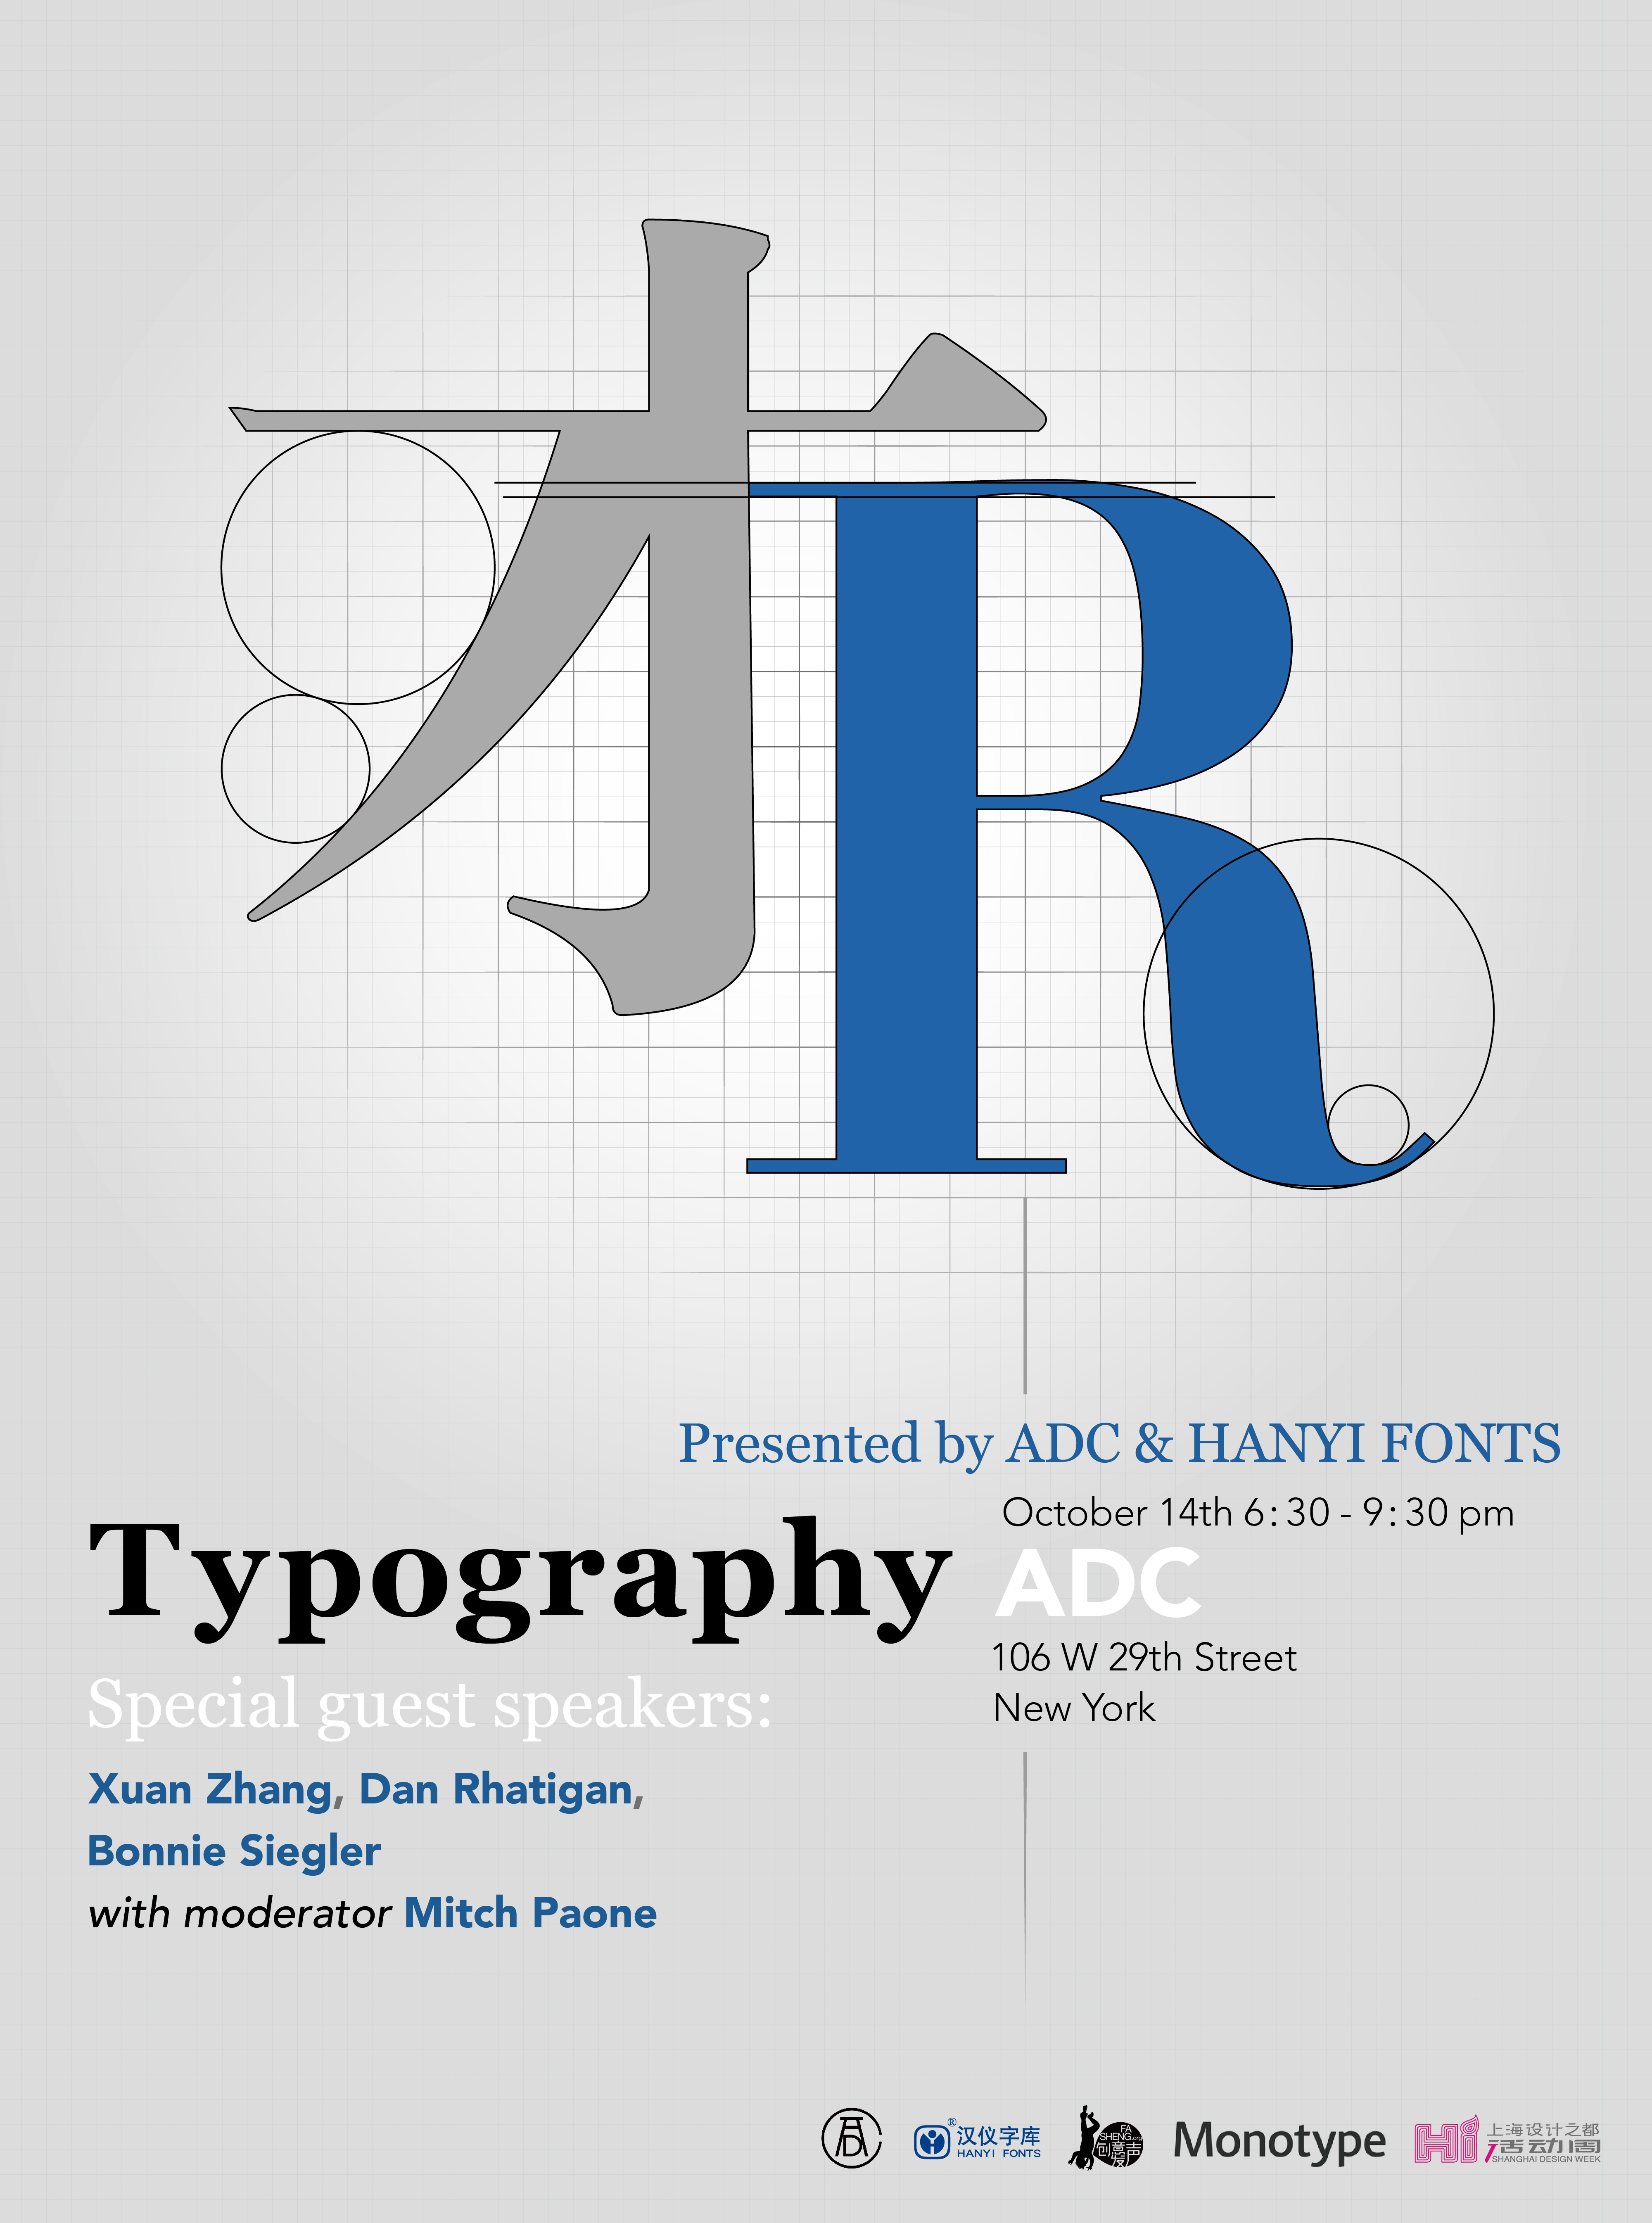 才R
Presented by ADC & HANYI FONTS
October 14th 6:30 - 9:30 pm
Typography
ADC
106 W 29th Street
New York
Special guest speakers:
Xuan Zhang, Dan Rhatigan,
Bonnie Siegler
with moderator Mitch Paone
AD
®
汉仪字库
HANYI FONTS
FA
SHENG.org
创意声
发
Monotype
Hi
上海设计之都
活动周
SHANGHAI DESIGN WEEK